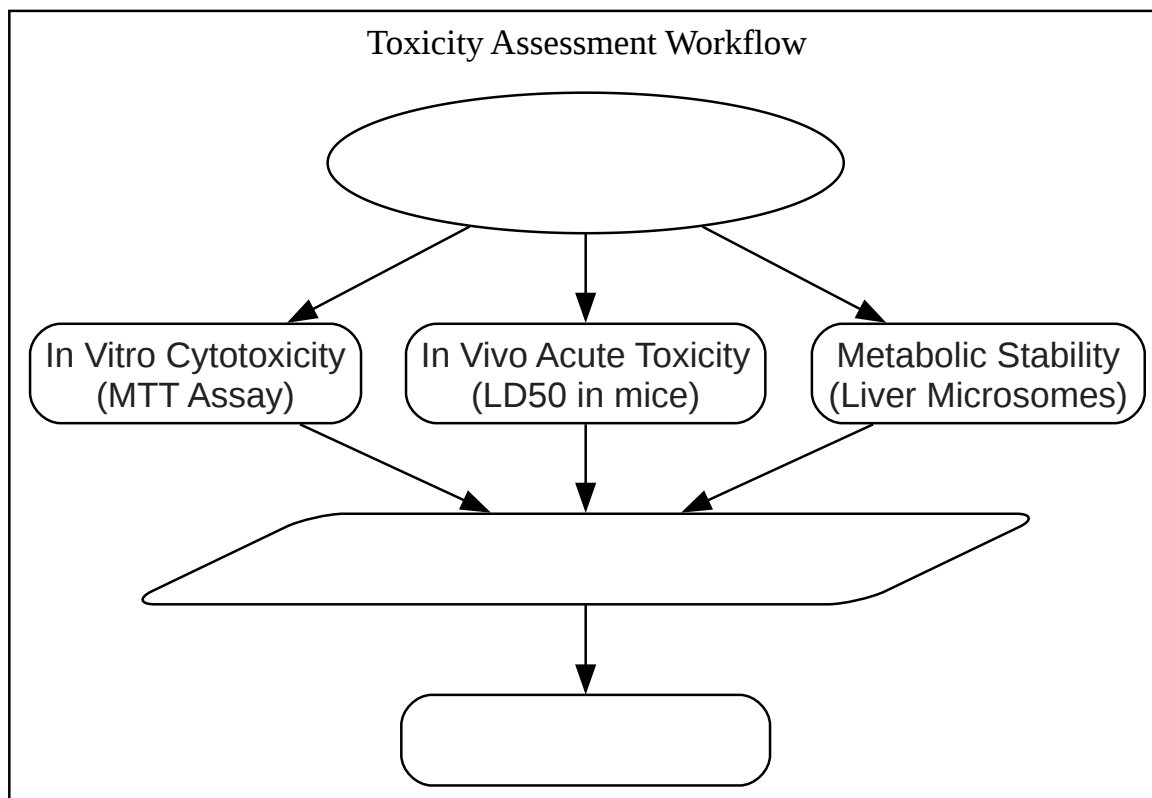 Toxicity Assessment Workflow
In Vitro Cytotoxicity
(MTT Assay)
In Vivo Acute Toxicity
(LD50 in mice)
Metabolic Stability
(Liver Microsomes)